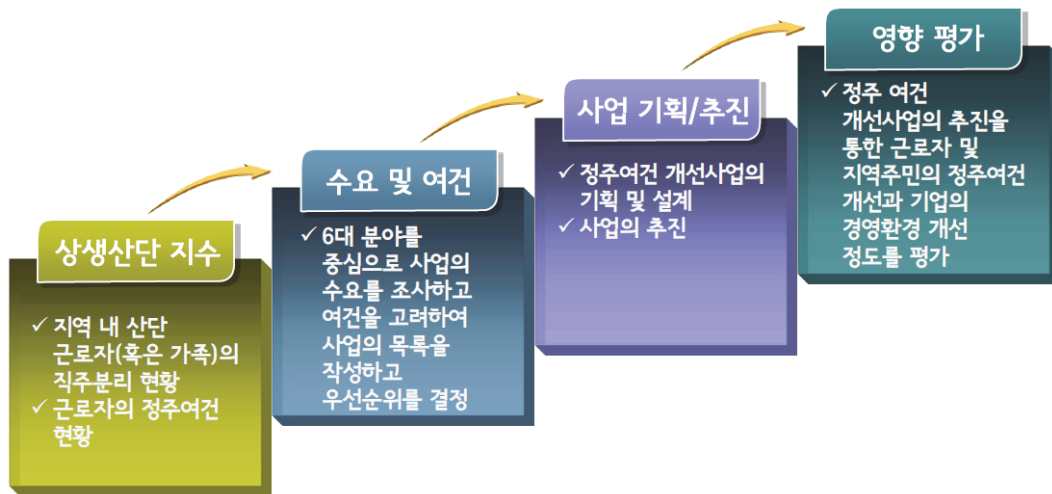 상생산단 지수
✓ 지역 내 산단
근로자(혹은 가족)의
직주분리 현황
✓ 근로자의 정주여건
현황
수요 및 여건
✓ 6대 분야를
중심으로 사업의
수요를 조사하고
여건을 고려하여
사업의 목록을
작성하고
우선순위를 결정
사업 기획/추진
✓ 정주여건 개선사업의
기획 및 설계
✓ 사업의 추진
영향 평가
✓ 정주 여건
개선사업의 추진을
통한 근로자 및
지역주민의 정주여건
개선과 기업의
경영환경 개선
정도를 평가